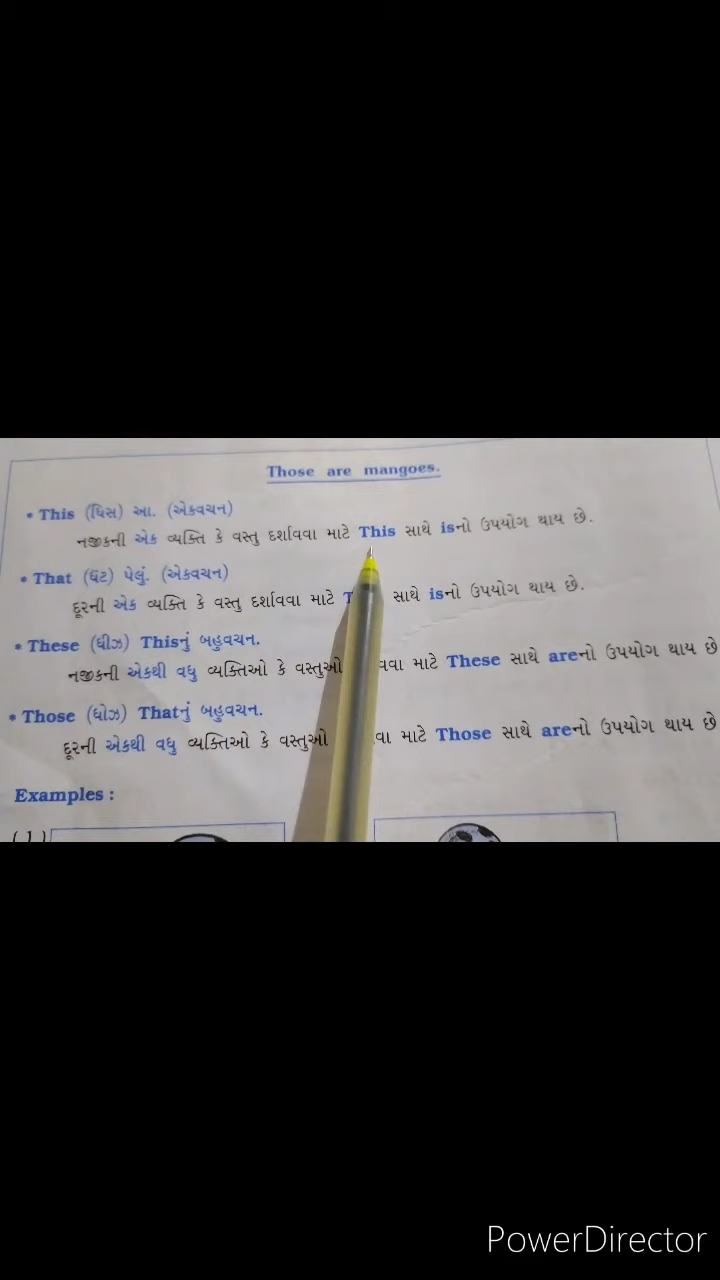 Those are mangoes.
• This (ધિસ) આ. (એકવચન)
નજીકની એક વ્યક્તિ કે વસ્તુ દર્શાવવા માટે This સાથે isનો ઉપયોગ થાય છે.
• That (ધૅટ) પેલું. (એકવચન)
દૂરની એક વ્યક્તિ કે વસ્તુ દર્શાવવા માટે સાથે isનો ઉપયોગ થાય છે.
• These (ધીઝ) Thisનું બહુવચન.
નજીકની એકથી વધુ વ્યક્તિઓ કે વસ્તુઓ માટે These સાથે areનો ઉપયોગ થાય છે
• Those (ધોઝ) Thatનું બહુવચન.
દૂરની એકથી વધુ વ્યક્તિઓ કે વસ્તુઓ માટે Those સાથે areનો ઉપયોગ થાય છે
Examples :
PowerDirector